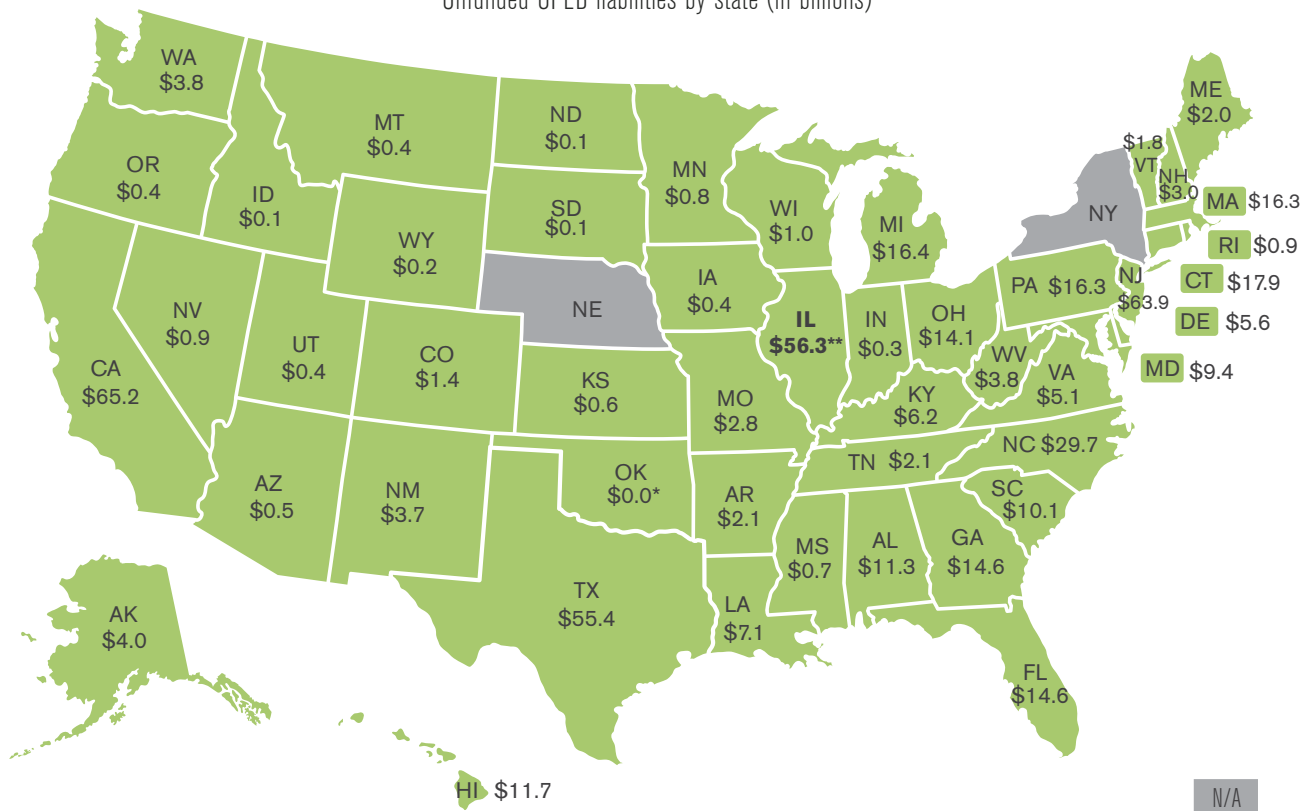 Unfunded OPEB liabilities by state (in billions)
WA
$3.8
OR
$0.4
CA
$65.2
NV
$0.9
ID
$0.1
MT
$0.4
WY
$0.2
UT
$0.4
CO
$1.4
AZ
$0.5
NM
$3.7
ND
$0.1
SD
$0.1
NE
KS
$0.6
OK
$0.0*
TX
$55.4
MN
$0.8
IA
$0.4
MO
$2.8
AR
$2.1
LA
$7.1
WI
$1.0
IL
$56.3**
MI
$16.4
IN
$0.3
OH
$14.1
KY
$6.2
TN $2.1
MS
$0.7
AL
$11.3
GA
$14.6
FL
$14.6
SC
$10.1
NC $29.7
VA
$5.1
WV
$3.8
PA $16.3
NY
NJ
$63.9
$1.8
VT
NH
$3.0
ME
$2.0
MA $16.3
RI $0.9
CT $17.9
DE $5.6
MD $9.4
AK
$4.0
HI $11.7
N/A